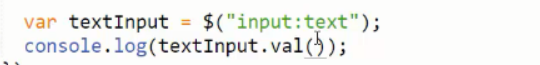 var textInput = $("input:text");
console.log(textInput.val());